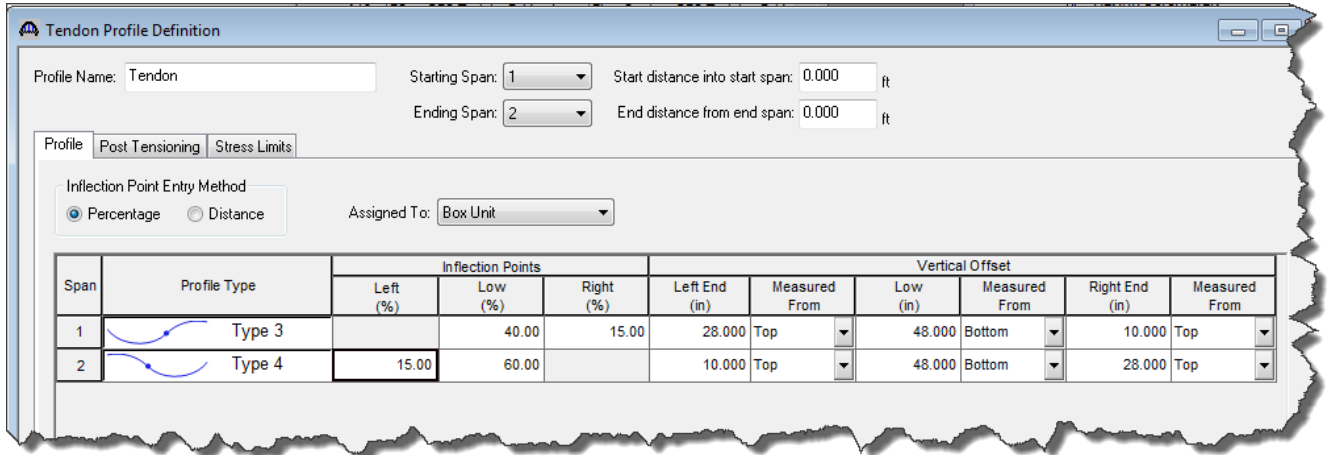 Tendon Profile Definition
Profile Name: Tendon Starting Span: 1 Start distance into start span: 0.000 ft
Ending Span: 2 End distance from end span: 0.000 ft
Profile Post Tensioning Stress Limits
Inflection Point Entry Method
Percentage Distance Assigned To: Box Unit
Inflection Points Vertical Offset
Span Profile Type Left (%) Low (%) Right (%) Left End (in) Measured From Low (in) Measured From Right End (in) Measured From
1 Type 3 40.00 15.00 28.000 Top 48.000 Bottom 10.000 Top
2 Type 4 15.00 60.00 10.000 Top 48.000 Bottom 28.000 Top